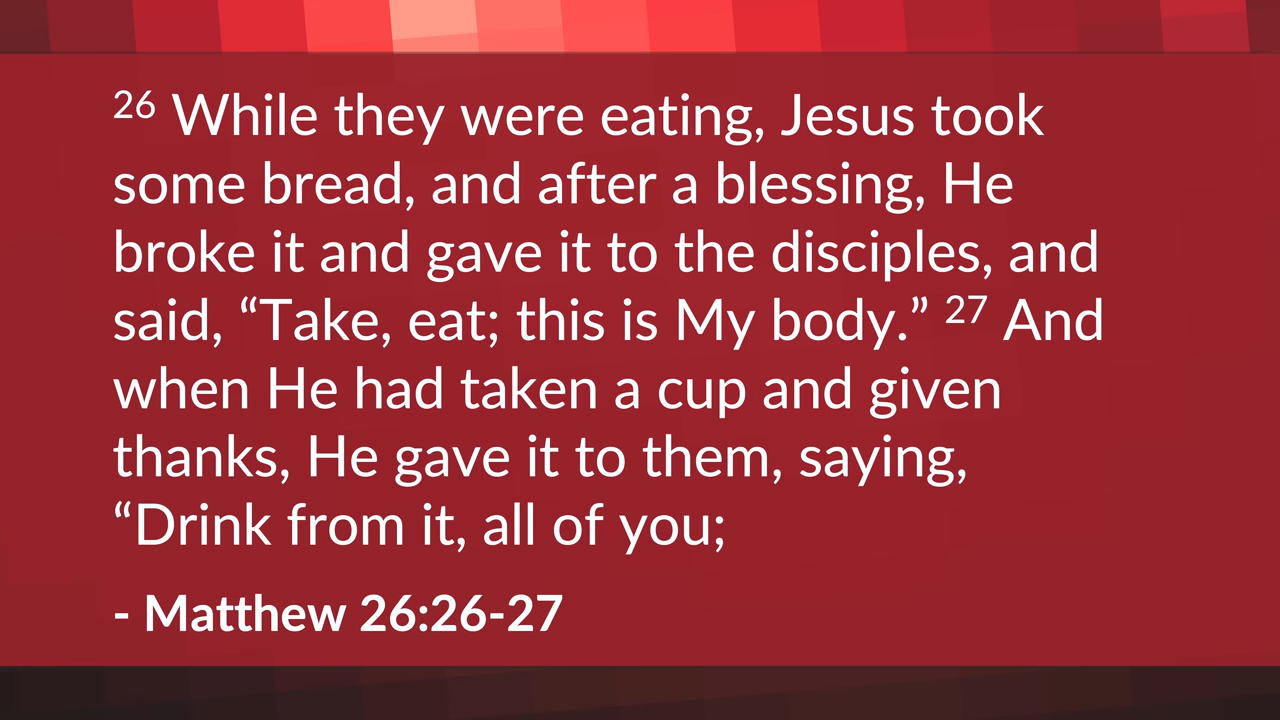 26 While they were eating, Jesus took
some bread, and after a blessing, He
broke it and gave it to the disciples, and
said, “Take, eat; this is My body.” 27 And
when He had taken a cup and given
thanks, He gave it to them, saying,
“Drink from it, all of you;
- Matthew 26:26-27